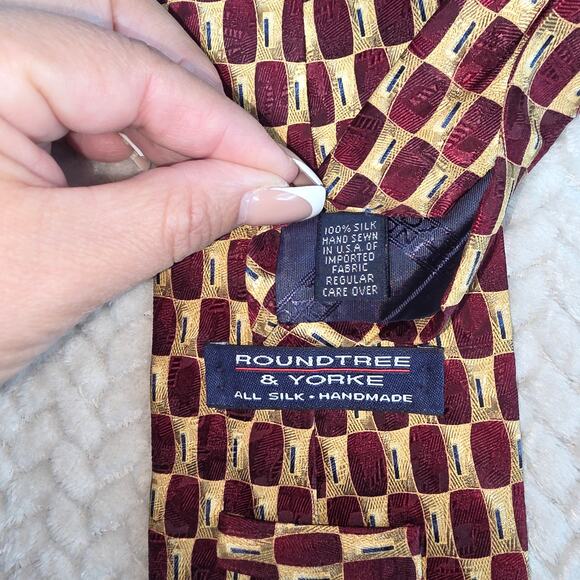 100% SILK
HAND SEWN
IN U.S.A. OF
IMPORTED
FABRIC
REGULAR
CARE OVER
ROUNDTREE
& YORKE
ALL SILK • HANDMADE